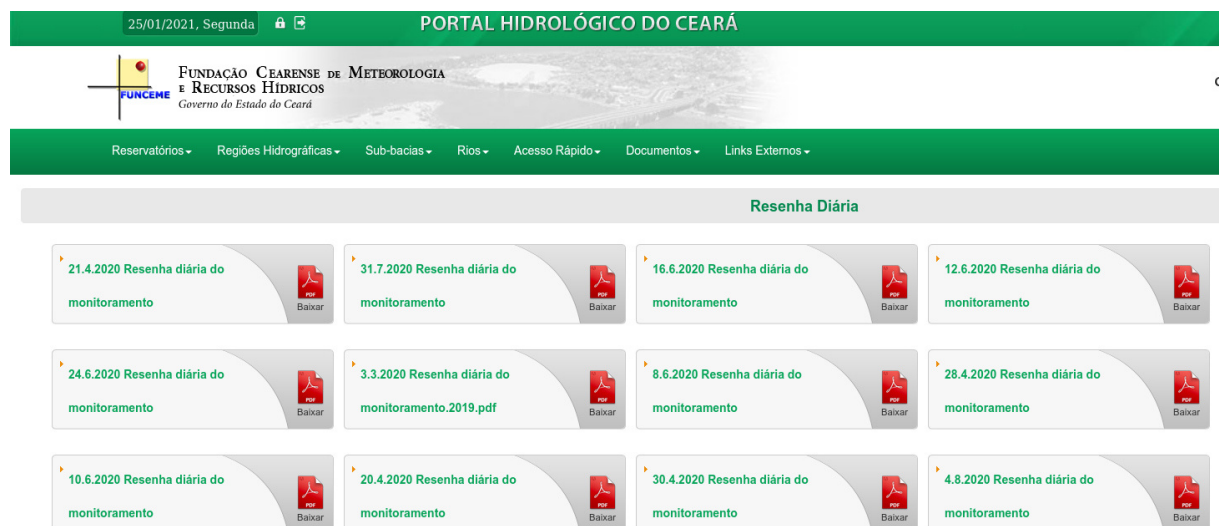 25/01/2021, Segunda
PORTAL HIDROLÓGICO DO CEARÁ
FUNCEME
Fundação Cearense de Meteorologia
e Recursos Hídricos
Governo do Estado do Ceará
Reservatórios Regiões Hidrográficas Sub-bacias Rios Acesso Rápido Documentos Links Externos
Resenha Diária
21.4.2020 Resenha diária do
monitoramento
PDF
Baixar
31.7.2020 Resenha diária do
monitoramento
PDF
Baixar
16.6.2020 Resenha diária do
monitoramento
PDF
Baixar
12.6.2020 Resenha diária do
monitoramento
PDF
Baixar
24.6.2020 Resenha diária do
monitoramento
PDF
Baixar
3.3.2020 Resenha diária do
monitoramento.2019.pdf
PDF
Baixar
8.6.2020 Resenha diária do
monitoramento
PDF
Baixar
28.4.2020 Resenha diária do
monitoramento
PDF
Baixar
10.6.2020 Resenha diária do
monitoramento
PDF
Baixar
20.4.2020 Resenha diária do
monitoramento
PDF
Baixar
30.4.2020 Resenha diária do
monitoramento
PDF
Baixar
4.8.2020 Resenha diária do
monitoramento
PDF
Baixar